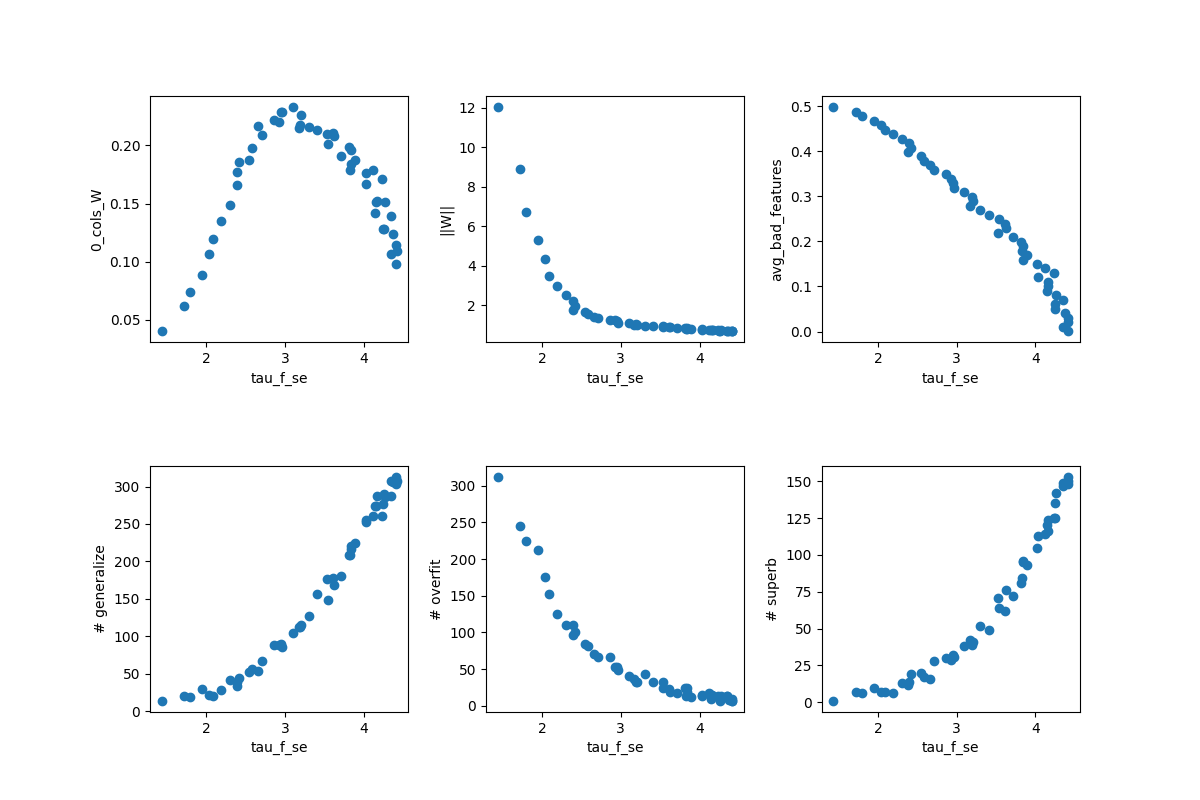 0.20
0.15
0.10
0.05
0_cols_W
2 3 4
tau_f_se
12
10
8
6
4
2
||W||
2 3 4
tau_f_se
0.5
0.4
0.3
0.2
0.1
0.0
avg_bad_features
2 3 4
tau_f_se
300
250
200
150
100
50
0
# generalize
2 3 4
tau_f_se
300
250
200
150
100
50
0
# overfit
2 3 4
tau_f_se
150
125
100
75
50
25
0
# superb
2 3 4
tau_f_se